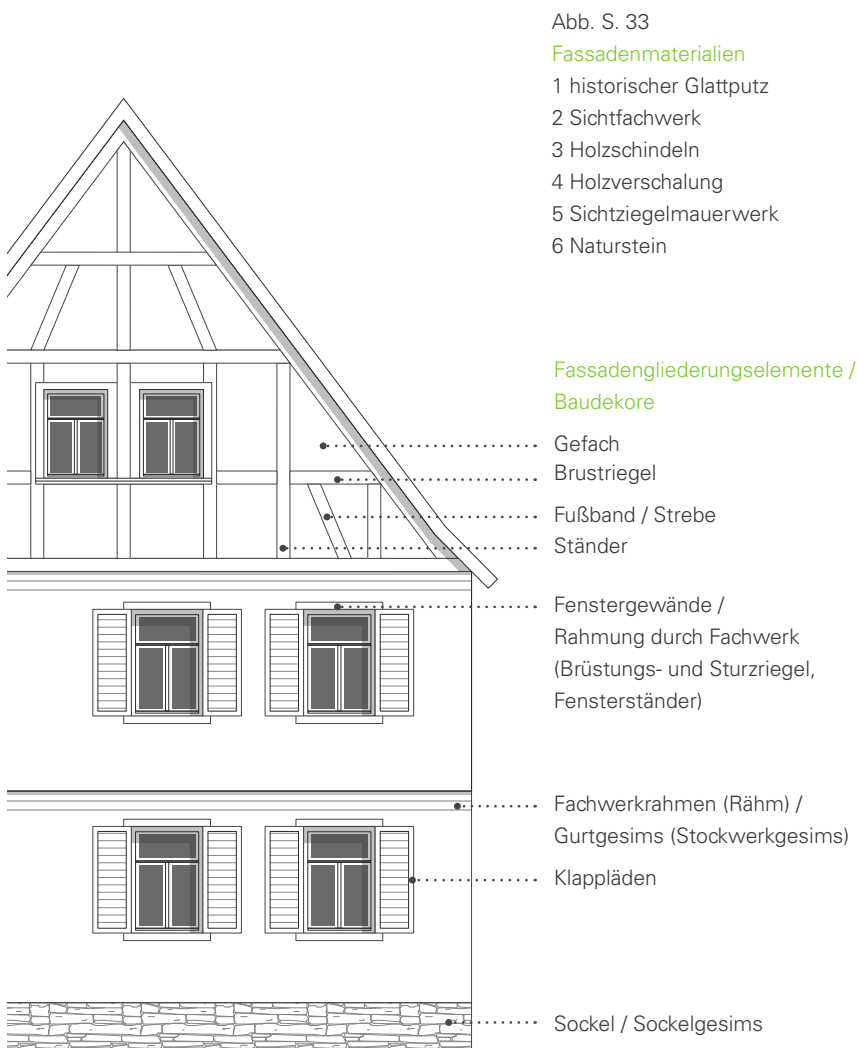 Abb. S. 33
Fassadenmaterialien
1 historischer Glattputz
2 Sichtfachwerk
3 Holzschindeln
4 Holzverschalung
5 Sichtziegelmauerwerk
6 Naturstein
Fassadengliederungselemente /
Baudekore
Gefach
Brustriegel
Fußband / Strebe
Ständer
Fenstergewände /
Rahmung durch Fachwerk
(Brüstungs- und Sturzriegel,
Fensterständer)
Fachwerkrahmen (Rähm) /
Gurtgesims (Stockwerkgesims)
Klappläden
Sockel / Sockelgesims